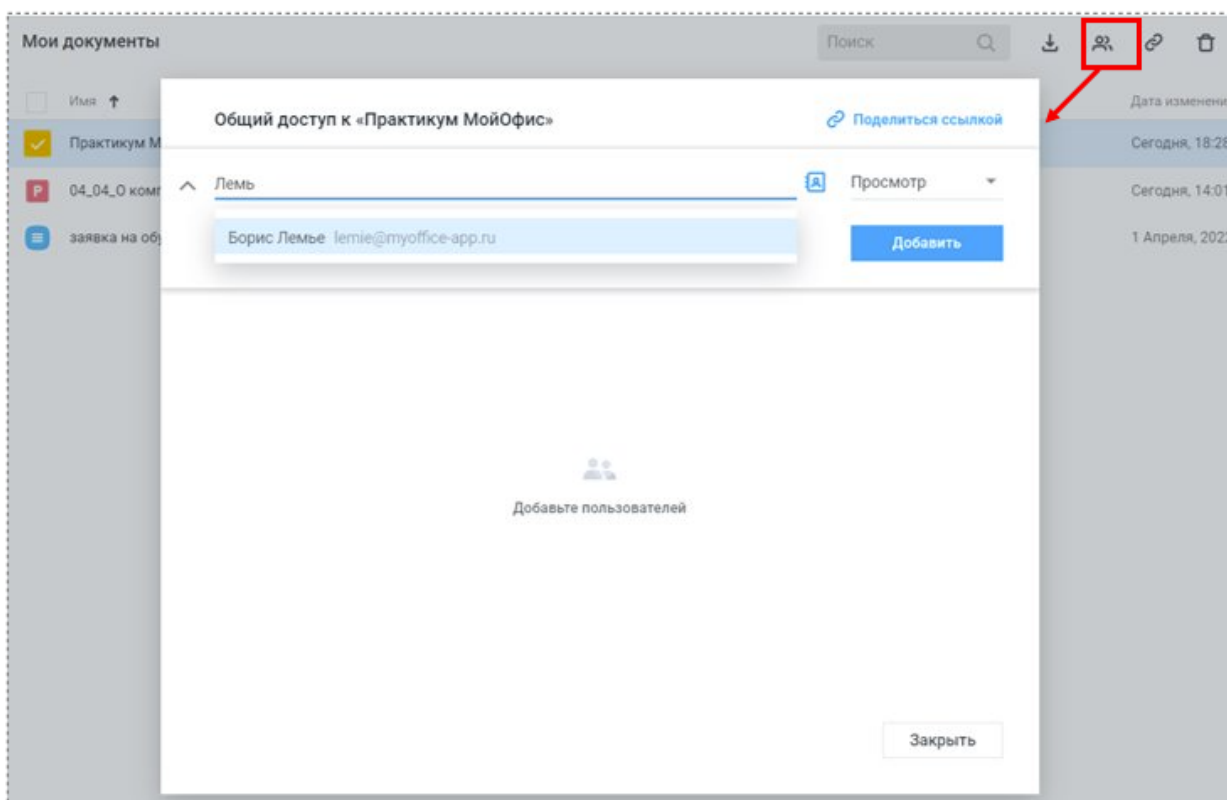 Мои документы
Поиск
Имя
Дата изменени
Общий доступ к «Практикум МойОфис»
Поделиться ссылкой
Практикум М
Сегодня, 18:28
Лемь
Просмотр
P 04_04_О комп
Сегодня, 14:01
Борис Лемье lemie@myoffice-app.ru
Добавить
заявка на обу
1 Апреля, 202
Добавьте пользователей
Закрыть